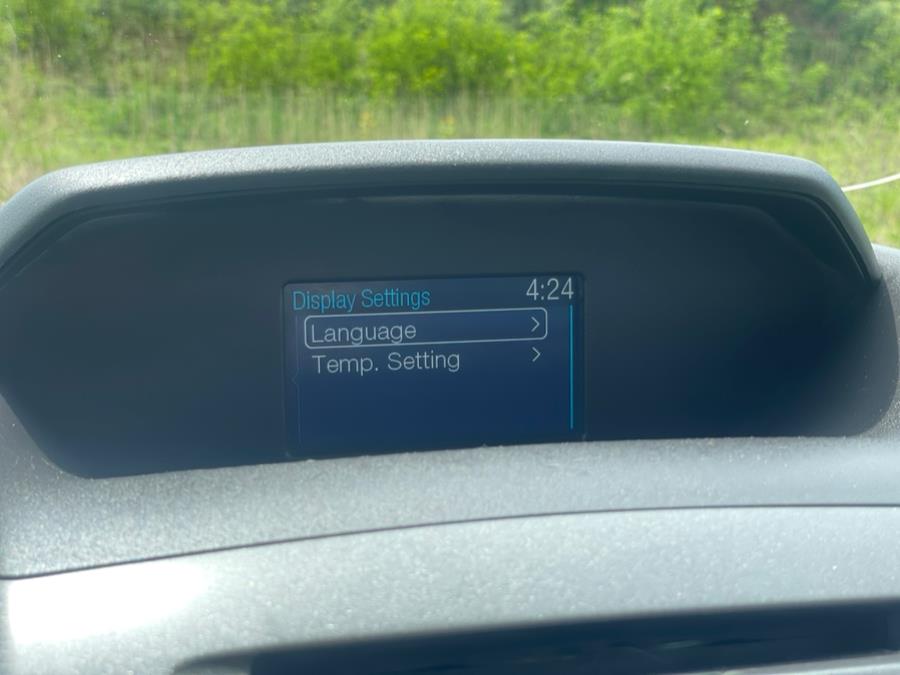 Display Settings 4:24
Language >
Temp. Setting >